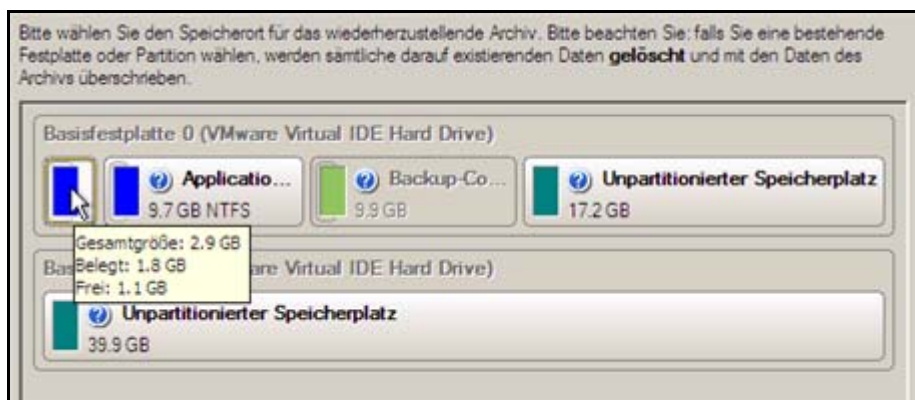 Bitte wählen Sie den Speicherort für das wiederherzustellende Archiv. Bitte beachten Sie: falls Sie eine bestehende
Festplatte oder Partition wählen, werden sämtliche darauf existierenden Daten gelöscht und mit den Daten des
Archivs überschrieben.
Basisfestplatte 0 (VMware Virtual IDE Hard Drive)
Applicatio... Backup-Co... Unpartitionierter Speicherplatz
9.7 GB NTFS 9.9 GB 17.2 GB
Gesamtgröße: 2.9 GB
Belegt: 1.8 GB
Frei: 1.1 GB
Virtual IDE Hard Drive)
Unpartitionierter Speicherplatz
39.9 GB